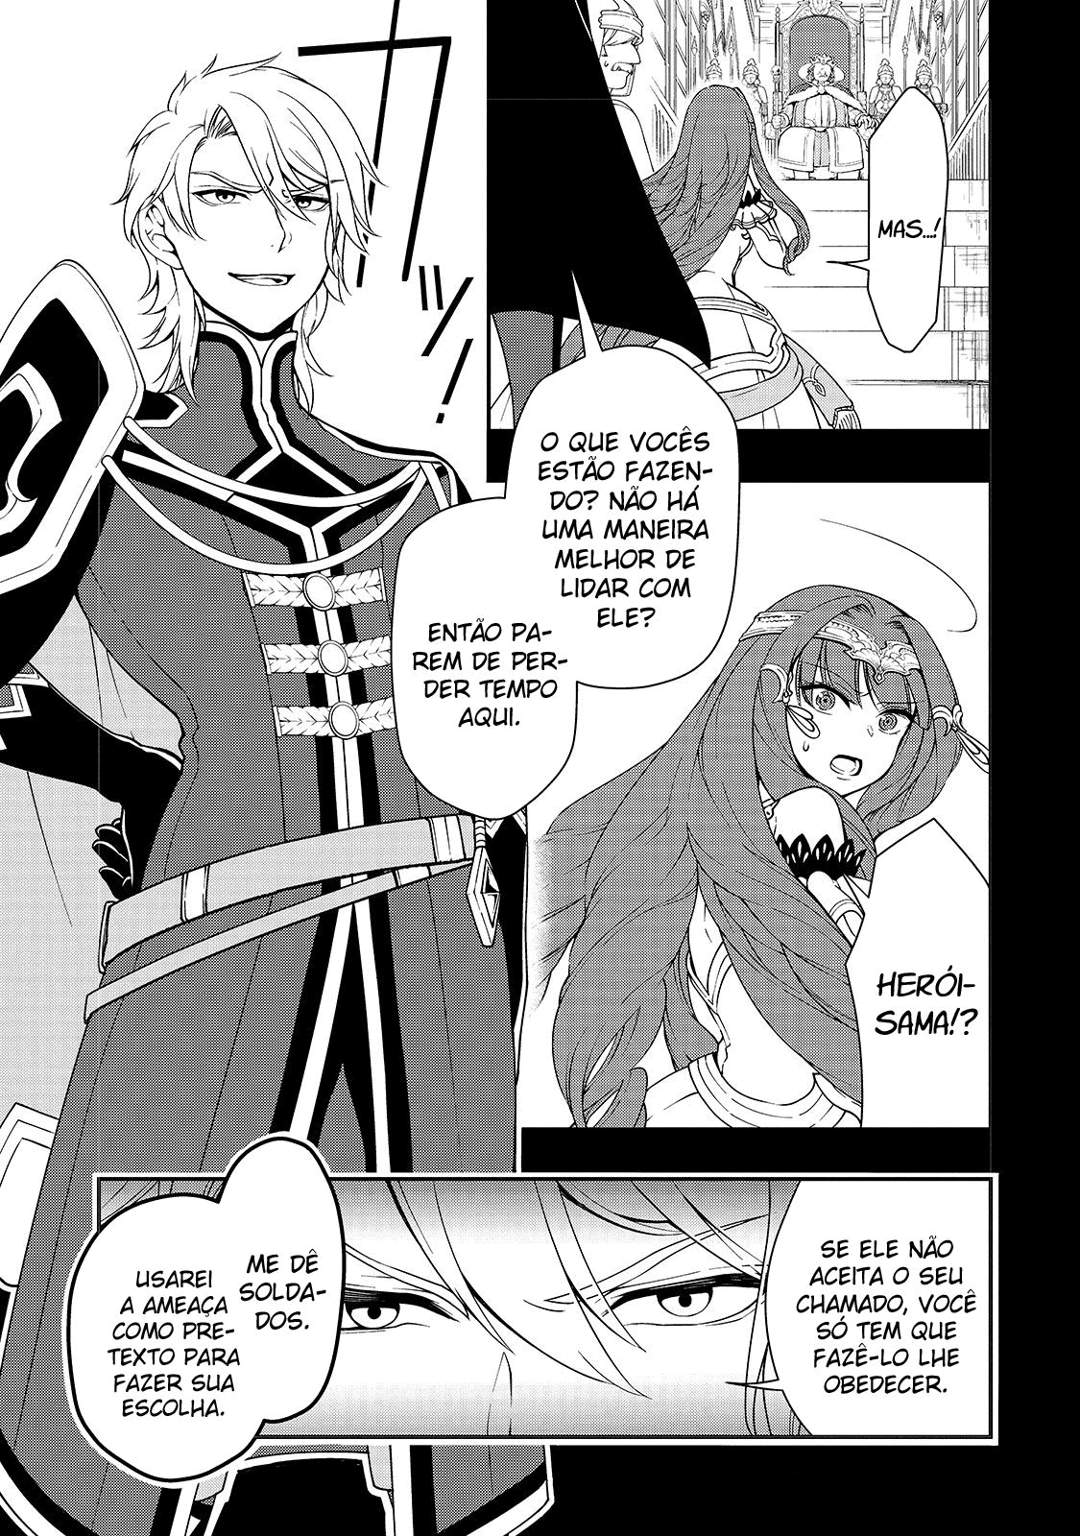 MAS...!
O QUE VOCÊS
ESTÃO FAZEN-
DO? NÃO HÁ
UMA MANEIRA
MELHOR DE
LIDAR COM
ELE?
ENTÃO PA-
REM DE PER-
DER TEMPO
AQUI.
HERÓI-
SAMA!?
SE ELE NÃO
ACEITA O SEU
CHAMADO, VOCÊ
SÓ TEM QUE
FAZÊ-LO LHE
OBEDECER.
ME DÊ
SOLDA-
DOS.
USAREI
A AMEAÇA
COMO PRE-
TEXTO PARA
FAZER SUA
ESCOLHA.